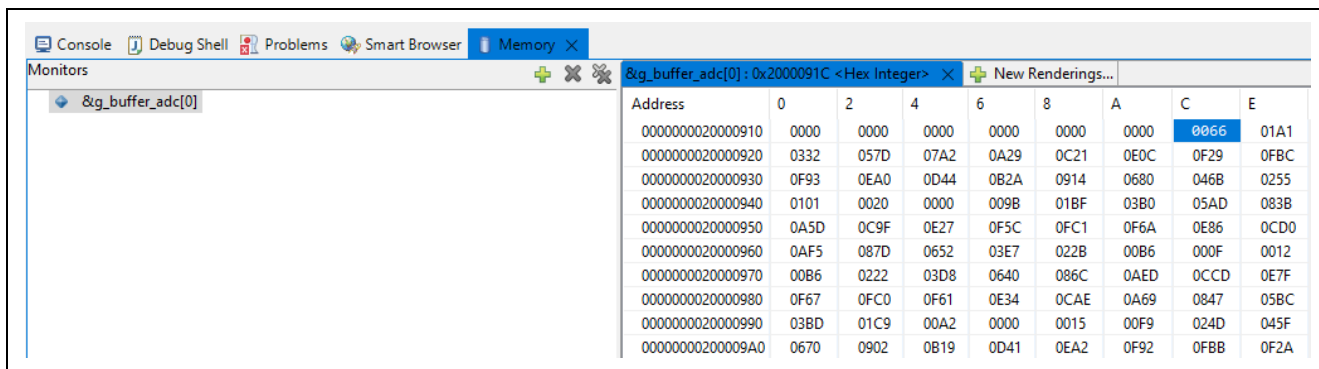 Console Debug Shell Problems Smart Browser Memory
Monitors
&g_buffer_adc[0] : 0x2000091C <Hex Integer> New Renderings...
&g_buffer_adc[0]
Address 0 2 4 6 8 A C E
0000000020000910 0000 0000 0000 0000 0000 0000 0066 01A1
0000000020000920 0332 057D 07A2 0A29 0C21 0E0C 0F29 0FBC
0000000020000930 0F93 0EA0 0D44 0B2A 0914 0680 046B 0255
0000000020000940 0101 0020 0000 009B 01BF 03B0 05AD 083B
0000000020000950 0A5D 0C9F 0E27 0F5C 0FC1 0F6A 0E86 0CD0
0000000020000960 0AF5 087D 0652 03E7 022B 00B6 000F 0012
0000000020000970 00B6 0222 03D8 0640 086C 0AED 0CCD 0E7F
0000000020000980 0F67 0FC0 0F61 0E34 0CAE 0A69 0847 05BC
0000000020000990 03BD 01C9 00A2 0000 0015 00F9 024D 045F
00000000200009A0 0670 0902 0B19 0D41 0EA2 0F92 0FBB 0F2A